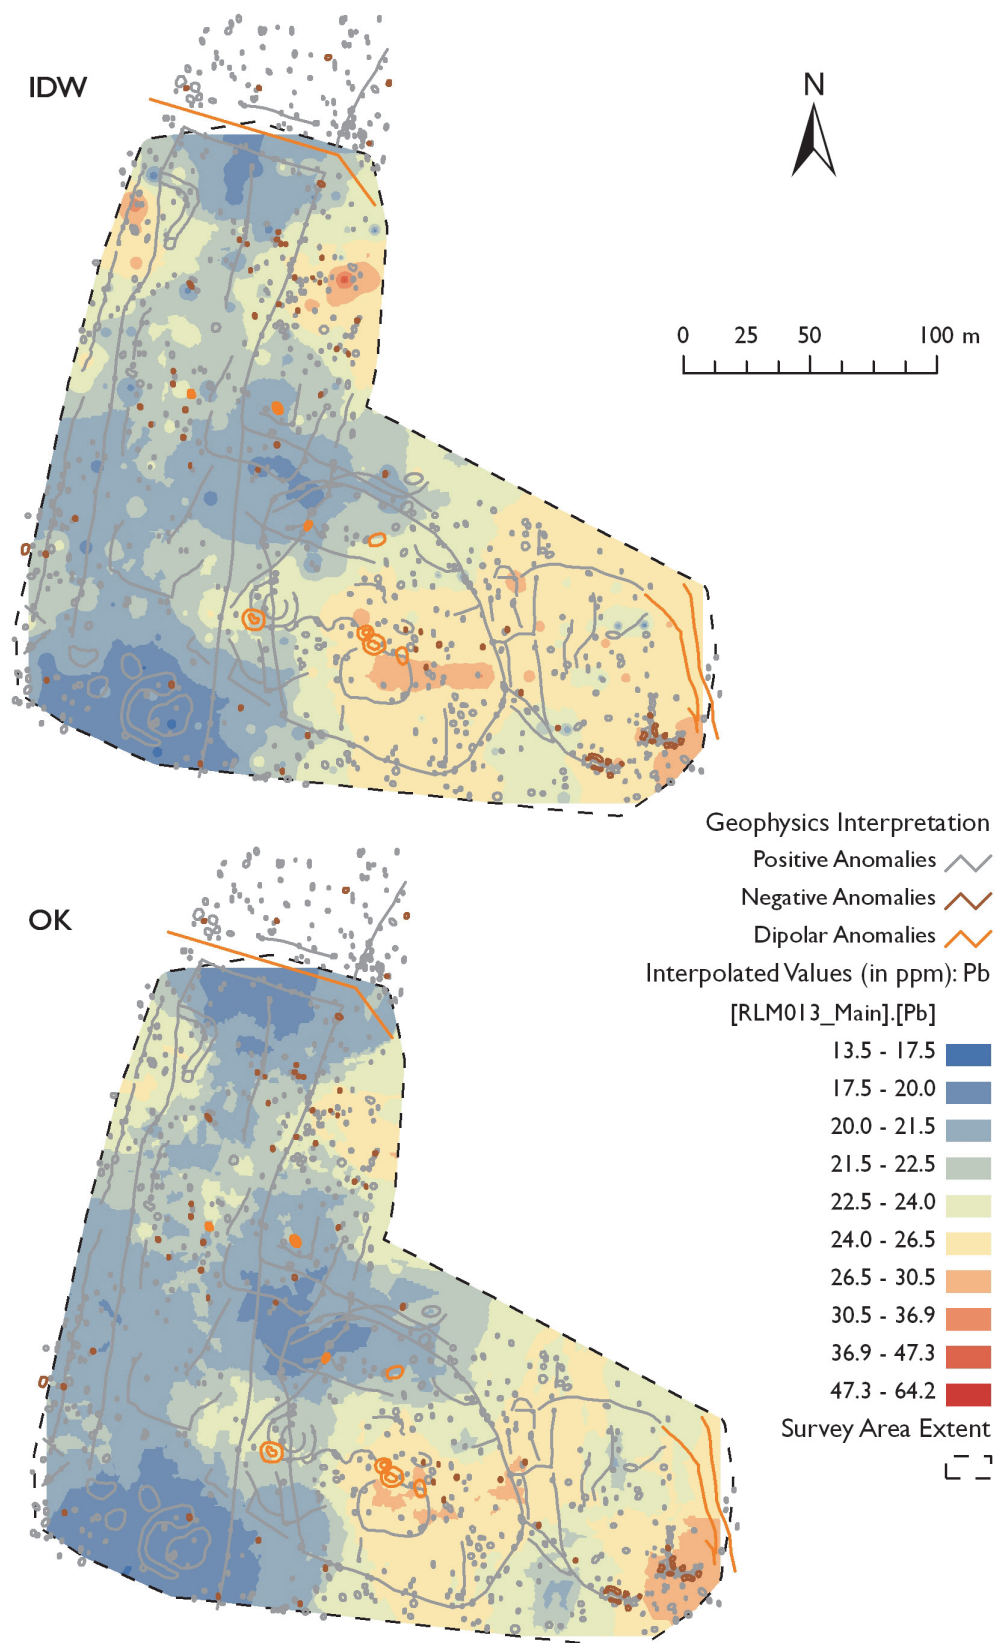 IDW
N
0 25 50 100 m
Geophysics Interpretation
Positive Anomalies
Negative Anomalies
OK
Dipolar Anomalies
Interpolated Values (in ppm): Pb
[RLM013_Main].[Pb]
13.5 - 17.5
17.5 - 20.0
20.0 - 21.5
21.5 - 22.5
22.5 - 24.0
24.0 - 26.5
26.5 - 30.5
30.5 - 36.9
36.9 - 47.3
47.3 - 64.2
Survey Area Extent